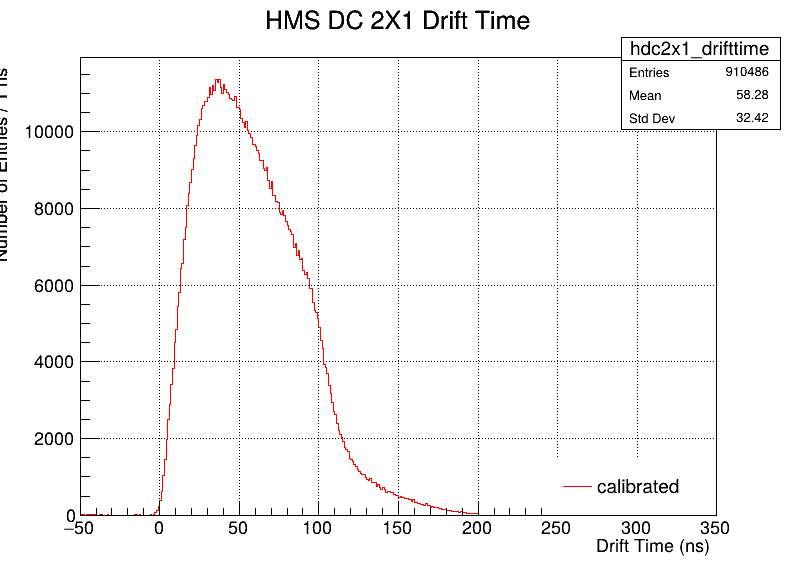 HMS DC 2X1 Drift Time
hdc2x1_drifttime
Entries 910486
Mean 58.28
Std Dev 32.42
Number of Entries / 1 ns
10000
8000
6000
4000
2000
0
calibrated
−50 0 50 100 150 200 250 300 350
Drift Time (ns)